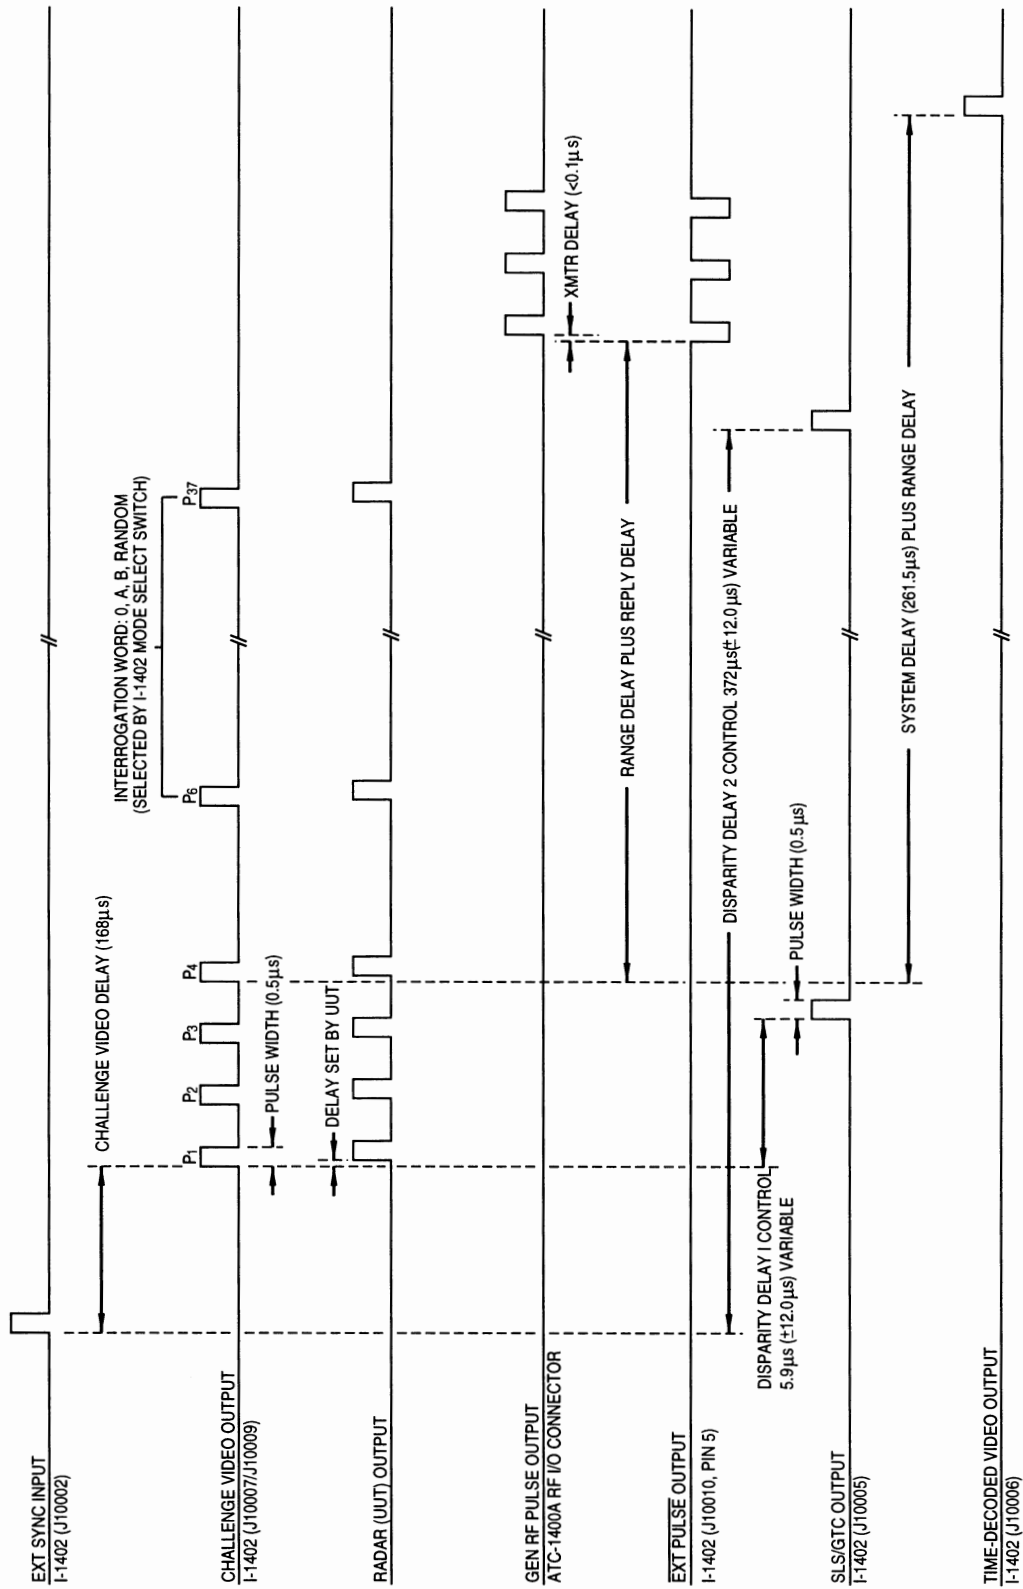 EXT SYNC INPUT
I-1402 (J10002)
CHALLENGE VIDEO DELAY (168µs)
INTERROGATION WORD: 0, A, B, RANDOM
(SELECTED BY I-1402 MODE SELECT SWITCH)
CHALLENGE VIDEO OUTPUT
I-1402 (J10007/J10009)
P1
P2
P3
P4
P6
P37
PULSE WIDTH (0.5µs)
DELAY SET BY UUT
RADAR (UUT) OUTPUT
GEN RF PULSE OUTPUT
ATC-1400A RF I/O CONNECTOR
XMTR DELAY (<0.1µs)
RANGE DELAY PLUS REPLY DELAY
EXT PULSE OUTPUT
I-1402 (J10010, PIN 5)
DISPARITY DELAY 2 CONTROL 372µs(±12.0µs) VARIABLE
DISPARITY DELAY I CONTROL
5.9µs (±12.0µs) VARIABLE
PULSE WIDTH (0.5µs)
SLS/GTC OUTPUT
I-1402 (J10005)
SYSTEM DELAY (261.5µs) PLUS RANGE DELAY
TIME-DECODED VIDEO OUTPUT
I-1402 (J10006)